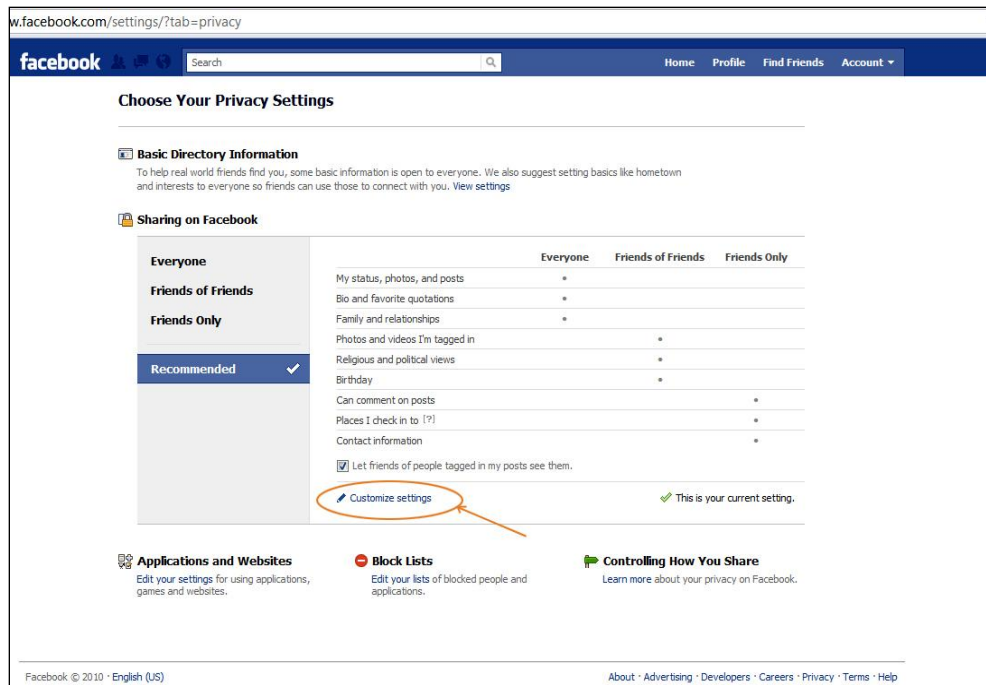 w.facebook.com/settings/?tab=privacy
facebook Search Home Profile Find Friends Account
Choose Your Privacy Settings
Basic Directory Information
To help real world friends find you, some basic information is open to everyone. We also suggest setting basics like hometown
and interests to everyone so friends can use those to connect with you. View settings
Sharing on Facebook
Everyone
Friends of Friends
Friends Only
Recommended
Everyone Friends of Friends Friends Only
My status, photos, and posts
Bio and favorite quotations
Family and relationships
Photos and videos I'm tagged in
Religious and political views
Birthday
Can comment on posts
Places I check in to [?]
Contact information
Let friends of people tagged in my posts see them.
Customize settings This is your current setting.
Applications and Websites
Edit your settings for using applications,
games and websites.
Block Lists
Edit your lists of blocked people and
applications.
Controlling How You Share
Learn more about your privacy on Facebook.
Facebook © 2010 · English (US) About · Advertising · Developers · Careers · Privacy · Terms · Help